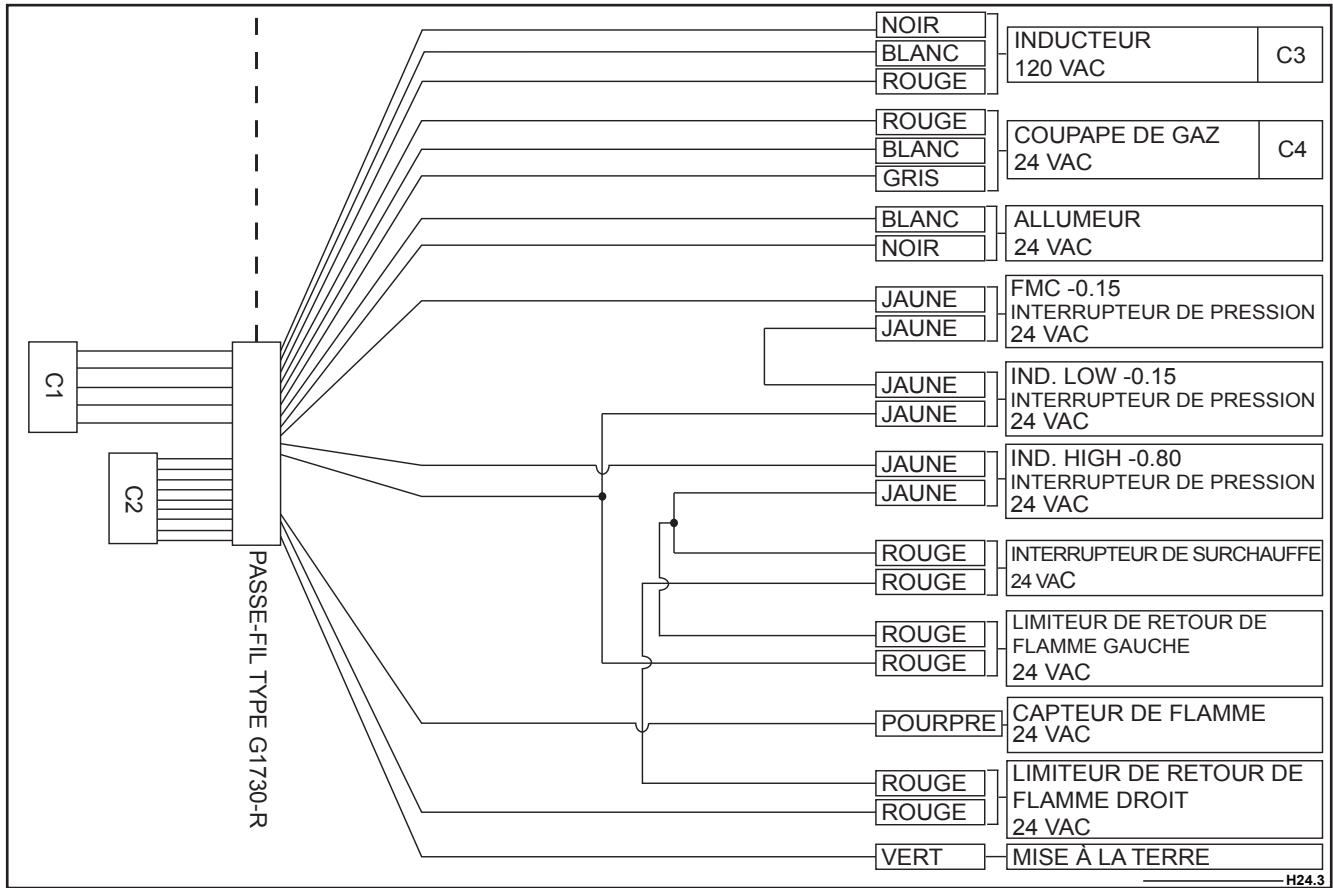 NOIR
BLANC
ROUGE
INDUCTEUR
120 VAC
C3
ROUGE
BLANC
GRIS
COUPAPE DE GAZ
24 VAC
C4
BLANC
NOIR
ALLUMEUR
24 VAC
JAUNE
JAUNE
FMC -0.15
INTERRUPTEUR DE PRESSION
24 VAC
JAUNE
JAUNE
IND. LOW -0.15
INTERRUPTEUR DE PRESSION
24 VAC
JAUNE
JAUNE
IND. HIGH -0.80
INTERRUPTEUR DE PRESSION
24 VAC
ROUGE
ROUGE
INTERRUPTEUR DE SURCHAUFFE
24 VAC
ROUGE
ROUGE
LIMITEUR DE RETOUR DE
FLAMME GAUCHE
24 VAC
POURPRE
CAPTEUR DE FLAMME
24 VAC
ROUGE
ROUGE
LIMITEUR DE RETOUR DE
FLAMME DROIT
24 VAC
VERT
MISE À LA TERRE
C1
C2
PASSE-FIL TYPE G1730-R
H24.3